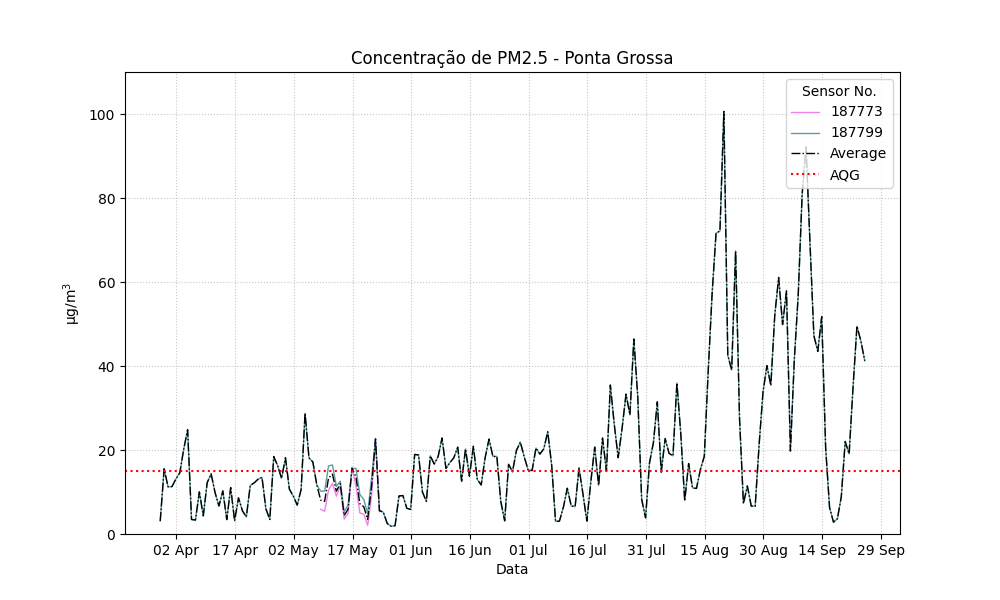 Concentração de PM2.5 - Ponta Grossa
Sensor No.
187773
187799
Average
AQG
100
80
60
40
20
0
µg/m³
02 Apr 17 Apr 02 May 17 May 01 Jun 16 Jun 01 Jul 16 Jul 31 Jul 15 Aug 30 Aug 14 Sep 29 Sep
Data